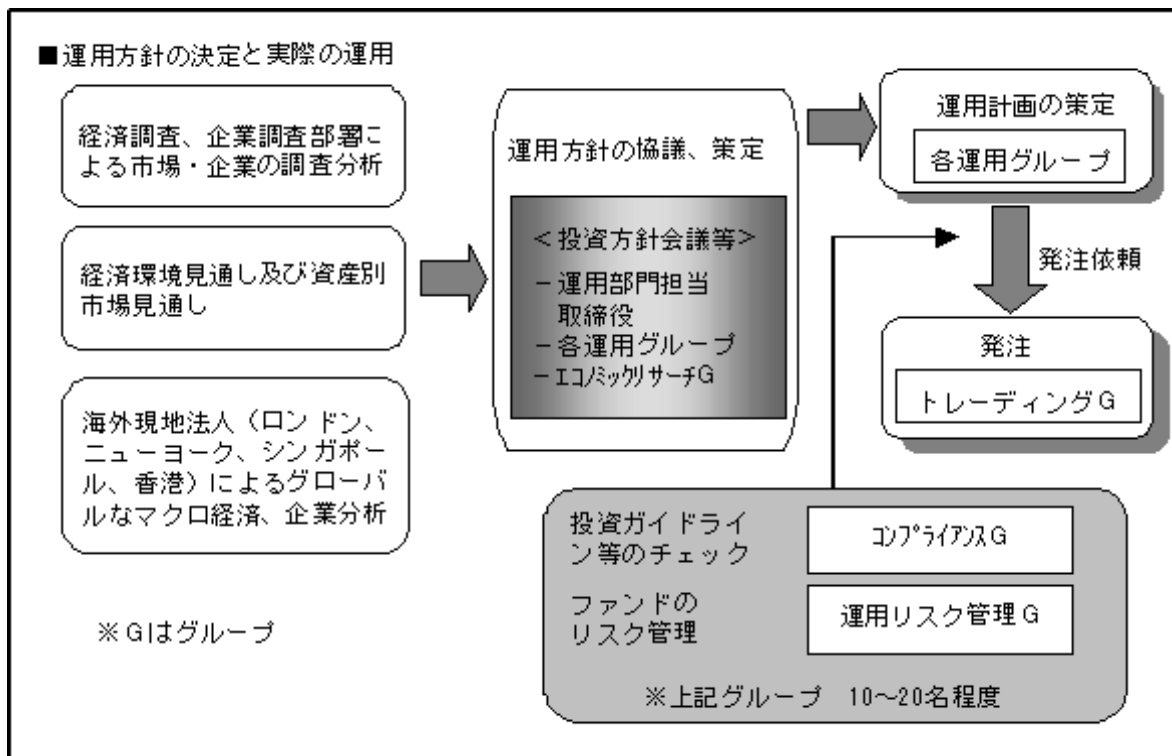 ■運用方針の決定と実際の運用
経済調査、企業調査部署に
よる市場・企業の調査分析
経済環境見通し及び資産別
市場見通し
海外現地法人（ロンドン、
ニューヨーク、シンガポー
ル、香港）によるグローバ
ルなマクロ経済、企業分析
※Gはグループ
運用方針の協議、策定
＜投資方針会議等＞
－運用部門担当
取締役
－各運用グループ
－ｴｺﾉﾐｯｸﾘｻｰﾁG
運用計画の策定
各運用グループ
発注依頼
発注
トレーディングG
投資ガイドライ
ン等のチェック
ｺﾝﾌﾟﾗｲｱﾝｽG
ファンドの
リスク管理
運用リスク管理G
※上記グループ　10～20名程度